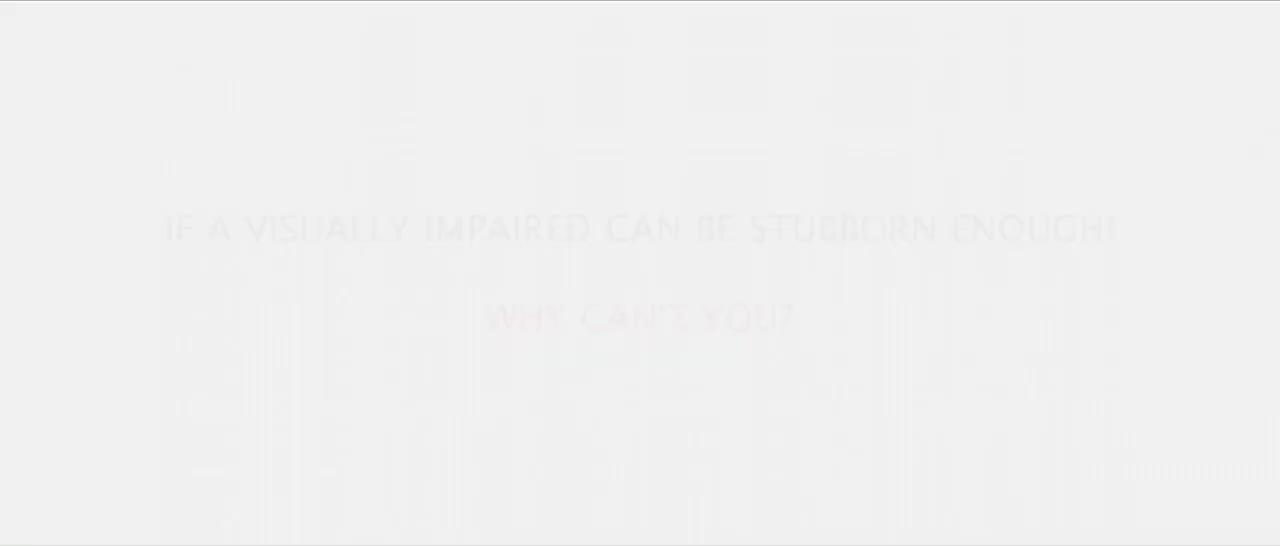 IF A VISUALLY IMPAIRED CAN BE STUBBORN ENOUGH!
WHY CAN'T YOU?